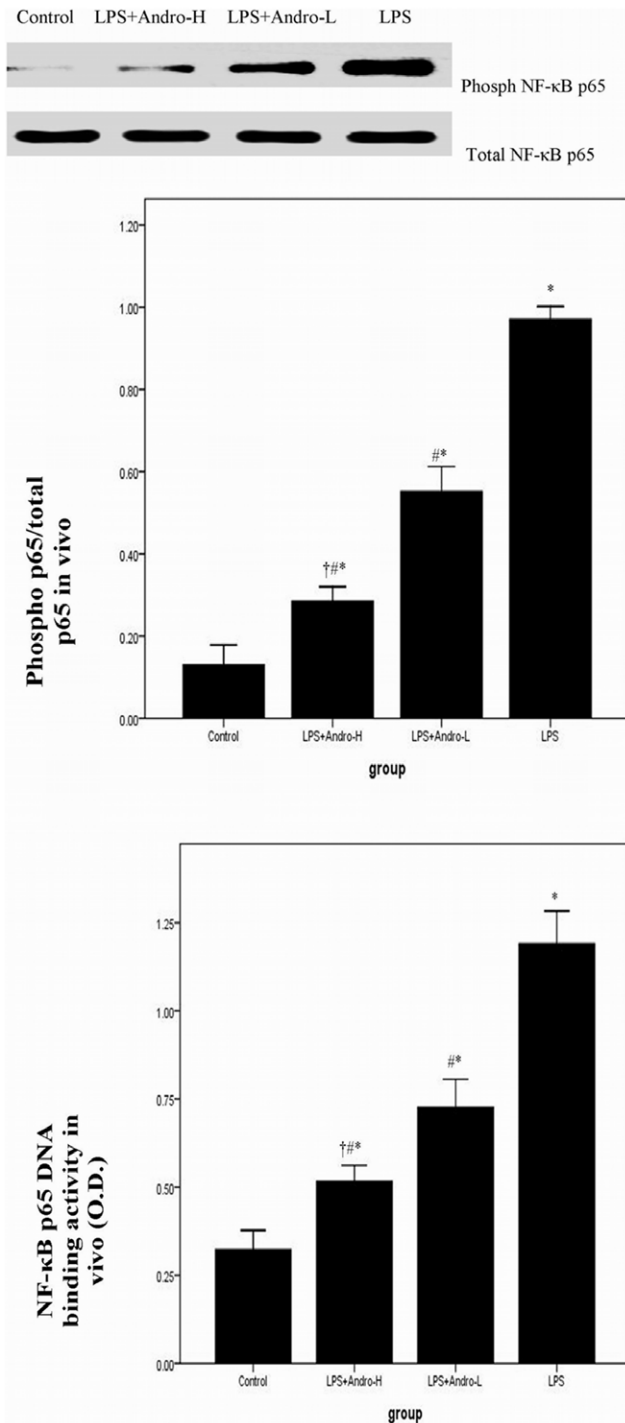 Control LPS+Andro-H LPS+Andro-L LPS
Phosph NF-κB p65
Total NF-κB p65
Phospho p65/total
p65 in vivo
1.20
1.00
0.80
0.60
0.40
0.20
0.00
*
#*
†#*
Control LPS+Andro-H LPS+Andro-L LPS
group
NF-κB p65 DNA
binding activity in
vivo (O.D.)
1.25
1.00
0.75
0.50
0.25
0.00
*
#*
†#*
Control LPS+Andro-H LPS+Andro-L LPS
group